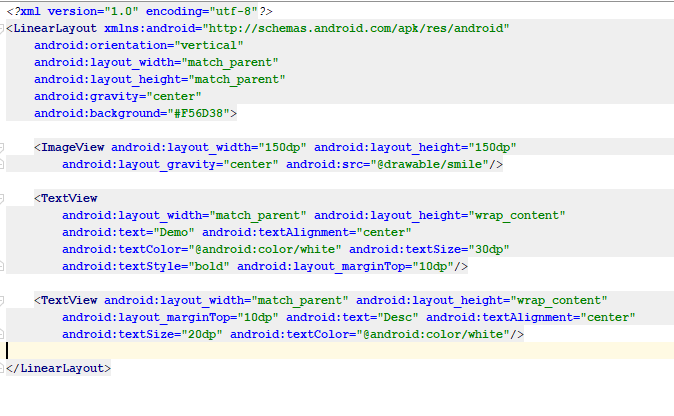 <?xml version="1.0" encoding="utf-8"?>
<LinearLayout xmlns:android="http://schemas.android.com/apk/res/android"
    android:orientation="vertical"
    android:layout_width="match_parent"
    android:layout_height="match_parent"
    android:gravity="center"
    android:background="#F56D38">
    <ImageView android:layout_width="150dp" android:layout_height="150dp"
        android:layout_gravity="center" android:src="@drawable/smile"/>
    <TextView
        android:layout_width="match_parent" android:layout_height="wrap_content"
        android:text="Demo" android:textAlignment="center"
        android:textColor="@android:color/white" android:textSize="30dp"
        android:textStyle="bold" android:layout_marginTop="10dp"/>
    <TextView android:layout_width="match_parent" android:layout_height="wrap_content"
        android:layout_marginTop="10dp" android:text="Desc" android:textAlignment="center"
        android:textSize="20dp" android:textColor="@android:color/white"/>
</LinearLayout>